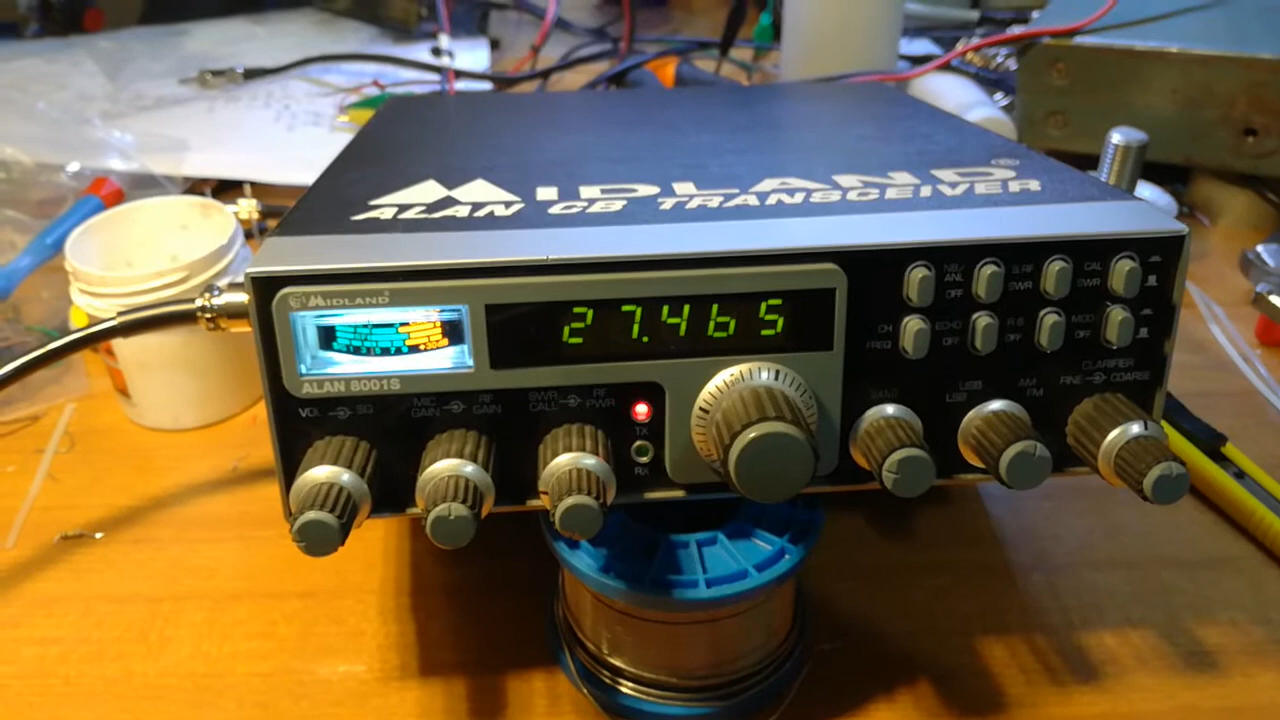 MIDLAND®
ALAN CB TRANSCEIVER
MIDLAND®
27.465
ALAN 8001S
NB/ANL
OFF
SWR
CAL
SWR
CH
FREQ
ECHO
OFF
R B
OFF
MOD
OFF
CLARIFIER
FINE COARSE
VOL SQ
MIC GAIN
RF GAIN
SWR CALL
RF PWR
TX
RX
BAND
USB
LSB
AM
FM
+30dB